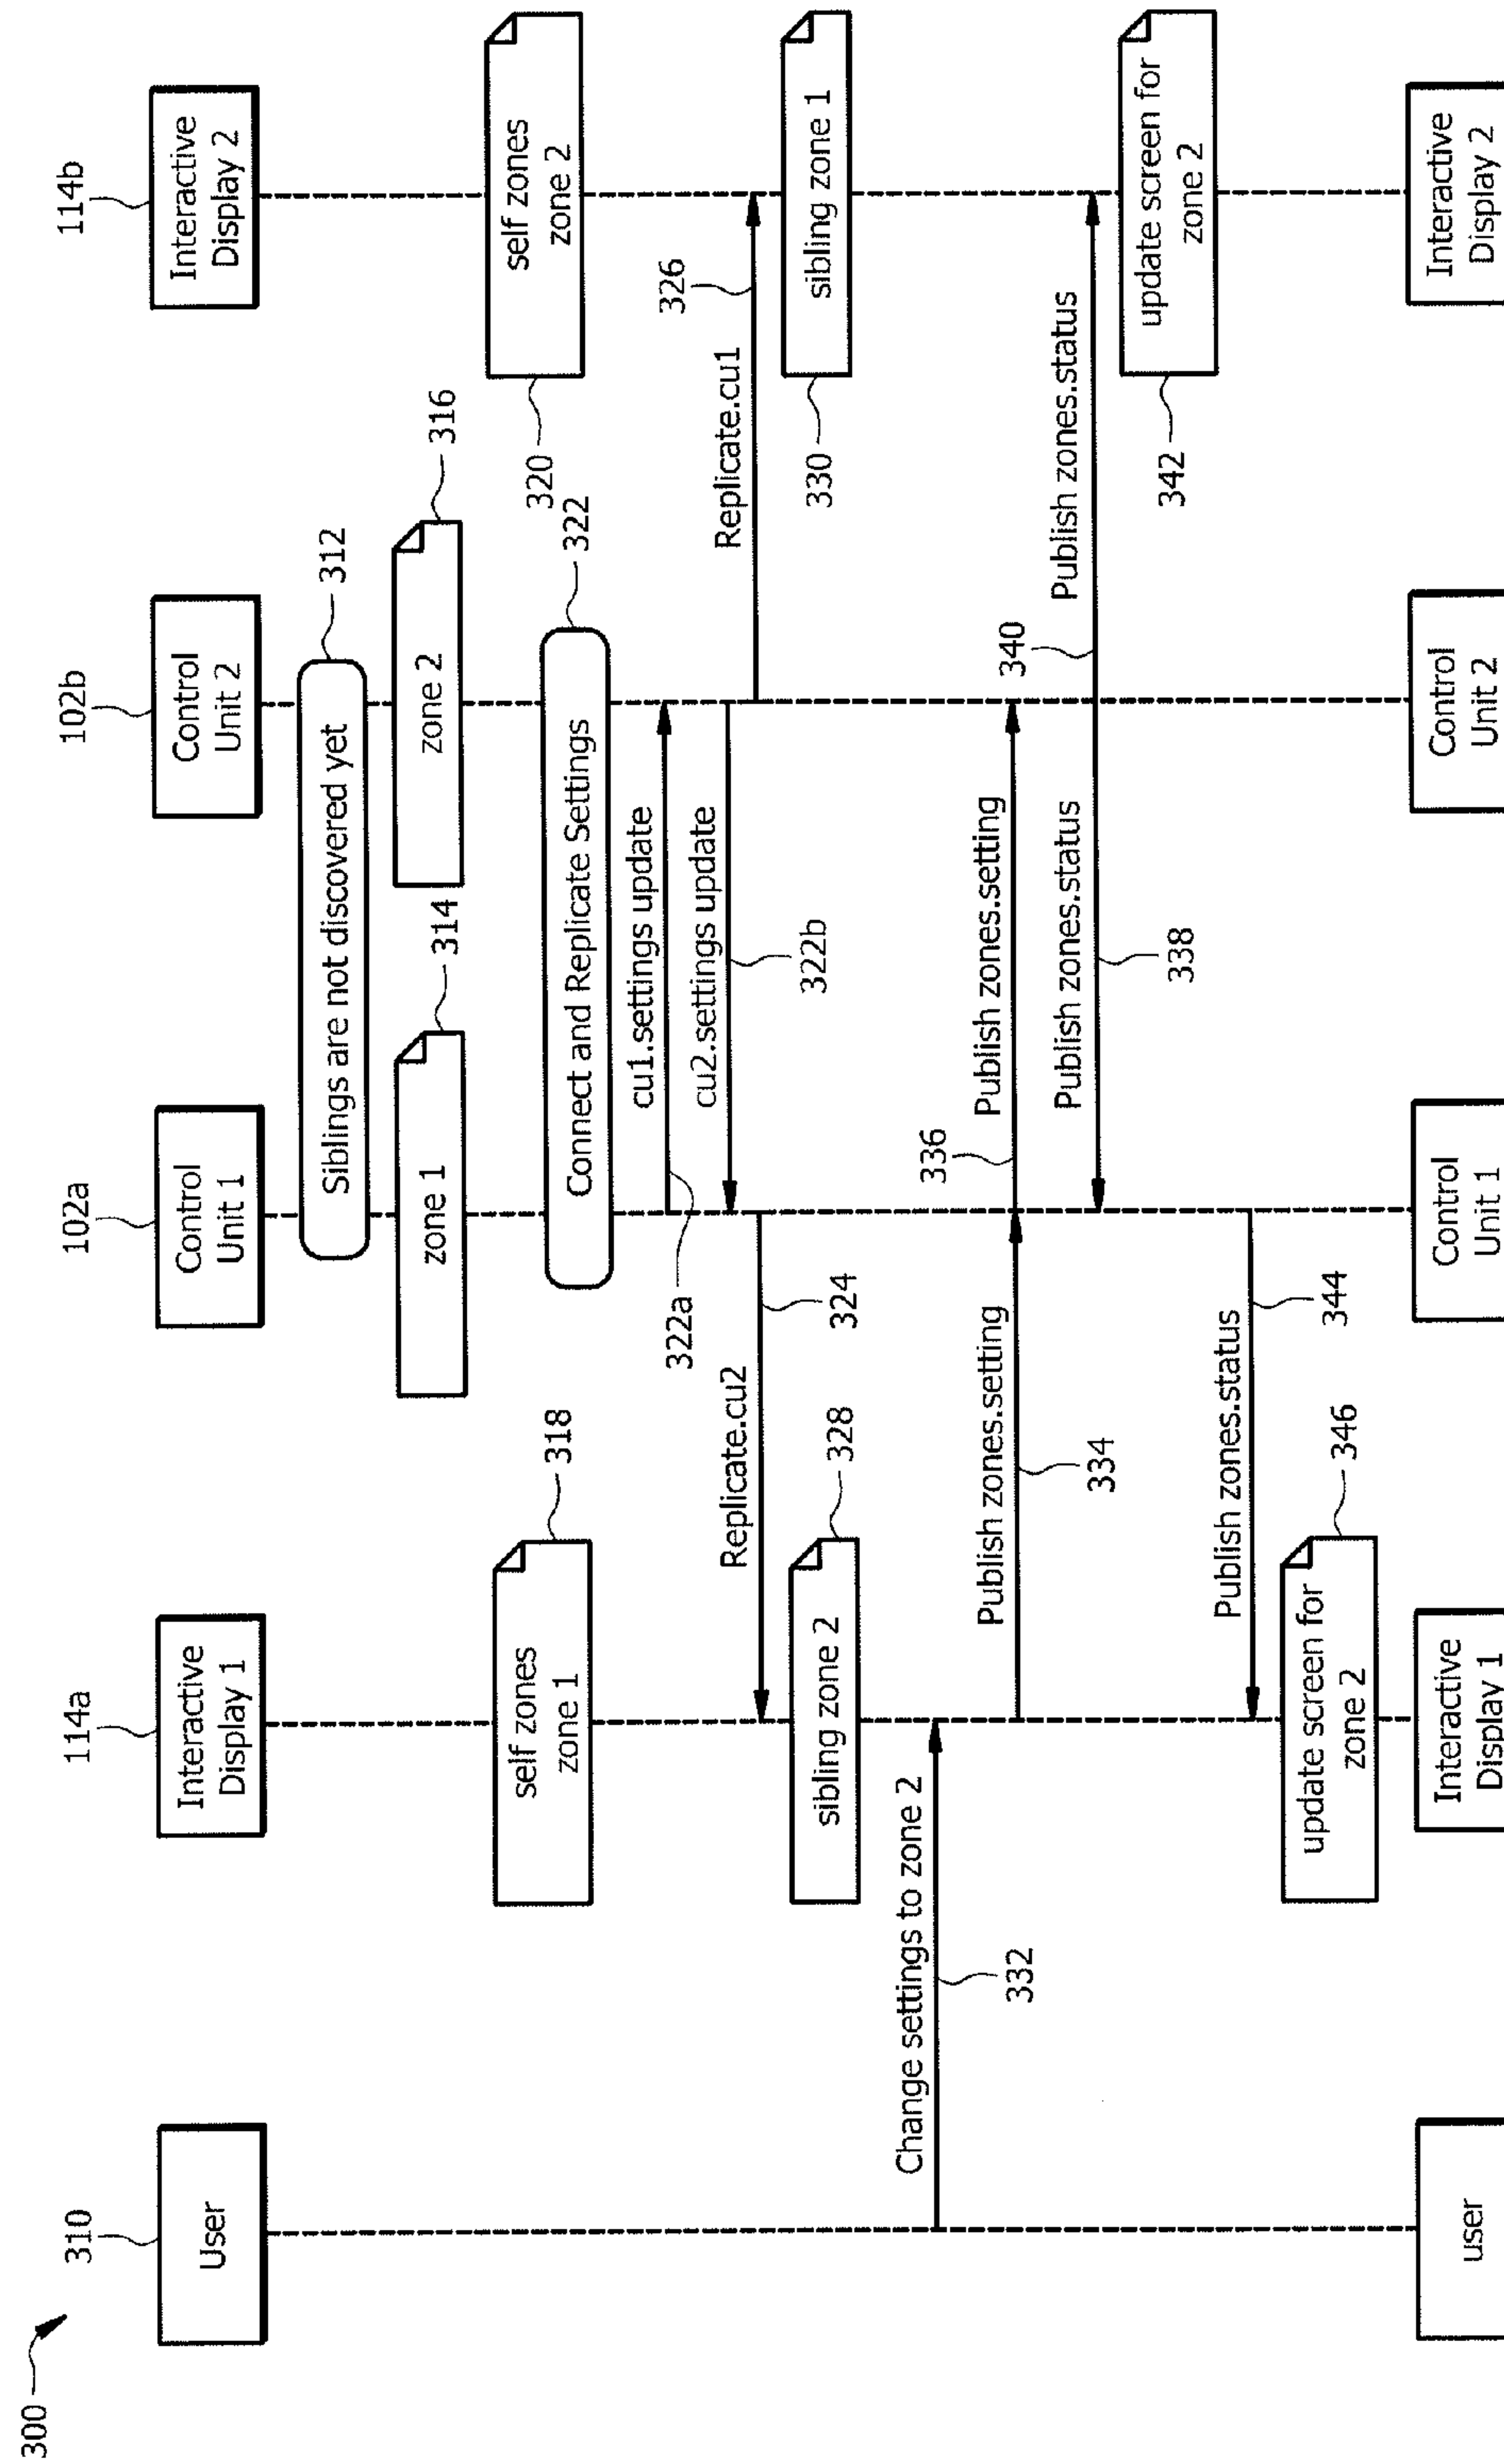 300
310
114a
102a
102b
114b
User
Interactive
Display 1
Control
Unit 1
Control
Unit 2
Interactive
Display 2
Siblings are not discovered yet
312
zone 1
314
zone 2
316
self zones
zone 1
318
self zones
zone 2
320
Connect and Replicate Settings
322
cu1.settings update
322a
cu2.settings update
322b
Replicate.cu2
324
Replicate.cu1
326
sibling zone 2
328
sibling zone 1
330
Change settings to zone 2
332
Publish zones.setting
334
Publish zones.setting
336
Publish zones.status
338
Publish zones.status
340
update screen for
zone 2
342
Publish zones.status
344
update screen for
zone 2
346
user
Interactive
Display 1
Control
Unit 1
Control
Unit 2
Interactive
Display 2